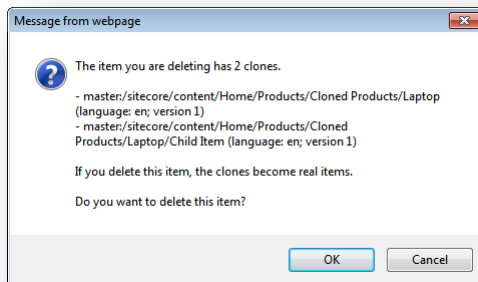 Message from webpage
The item you are deleting has 2 clones.
- master:/sitecore/content/Home/Products/Cloned Products/Laptop
(language: en; version 1)
- master:/sitecore/content/Home/Products/Cloned
Products/Laptop/Child Item (language: en; version 1)
If you delete this item, the clones become real items.
Do you want to delete this item?
OK
Cancel